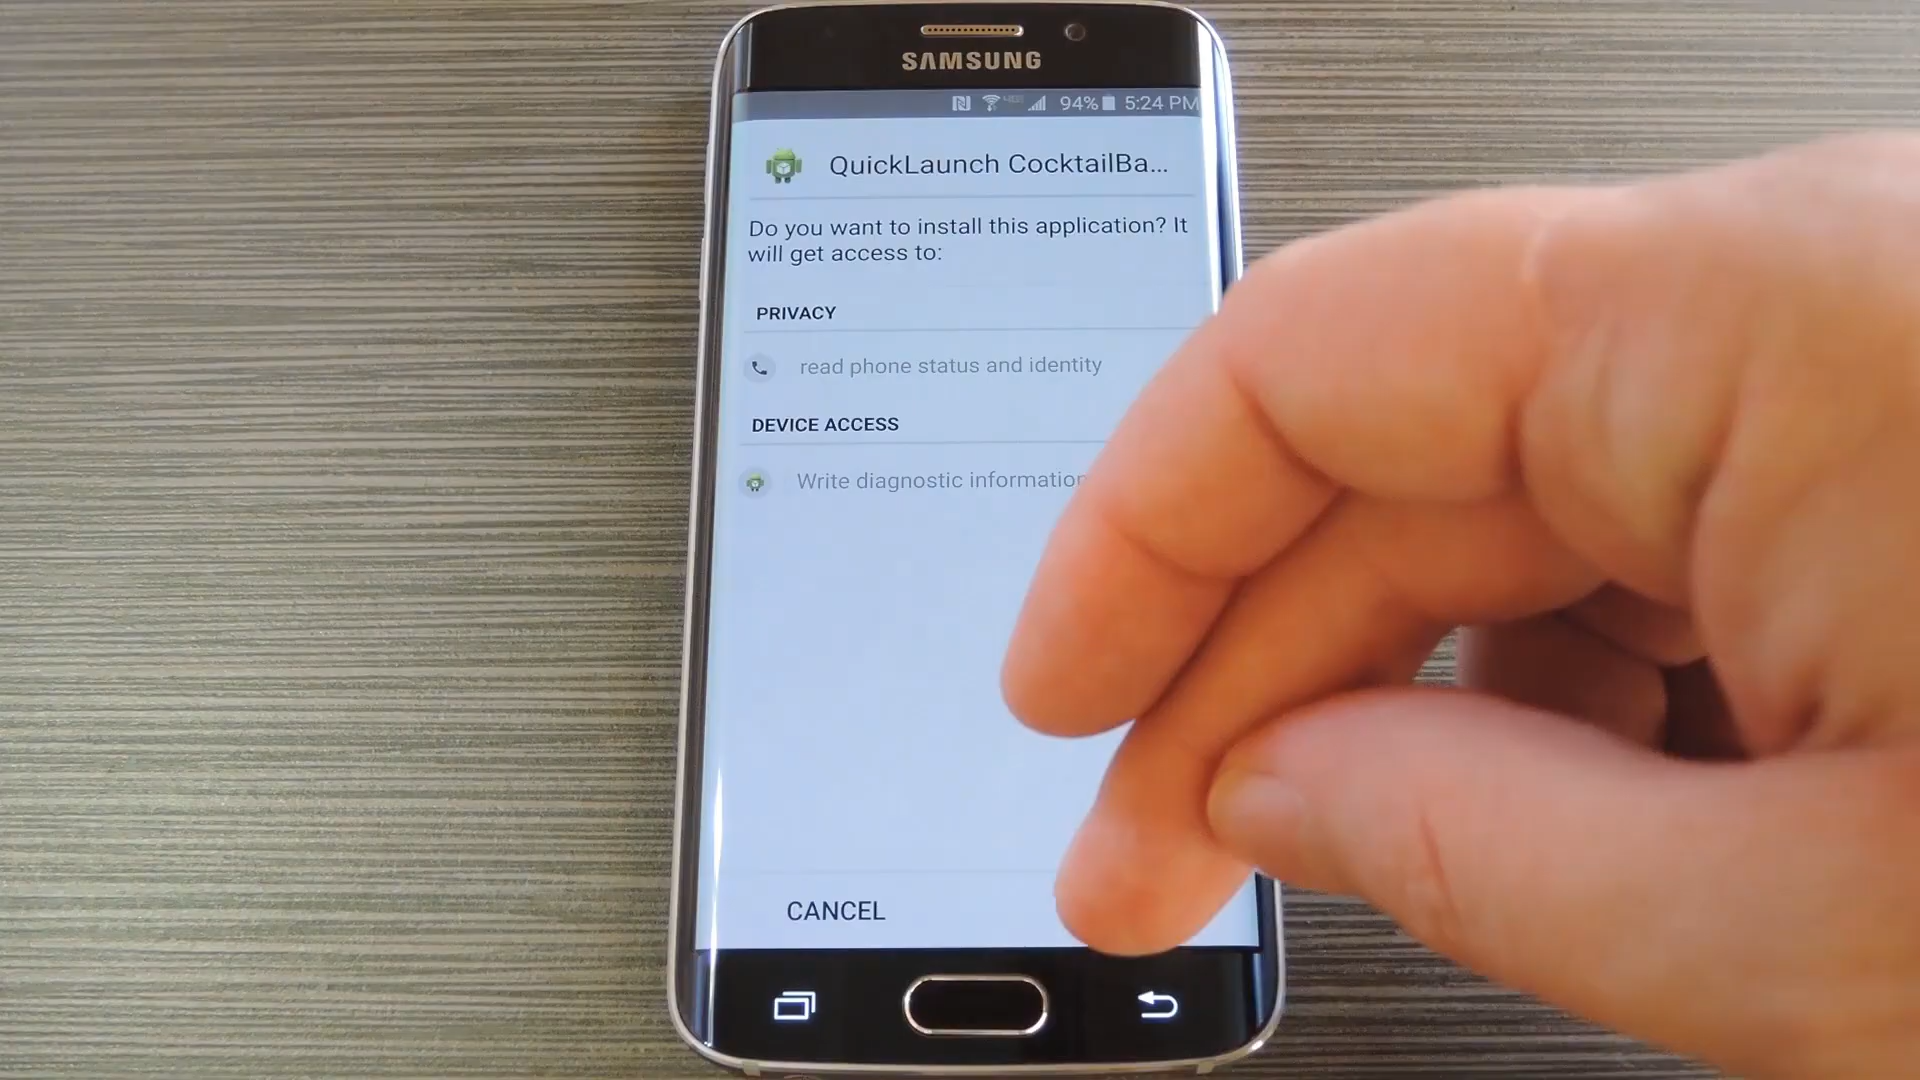 SAMSUNG
94% 5:24 PM
QuickLaunch CocktailBa...
Do you want to install this application? It
will get access to:
PRIVACY
read phone status and identity
DEVICE ACCESS
Write diagnostic information
CANCEL